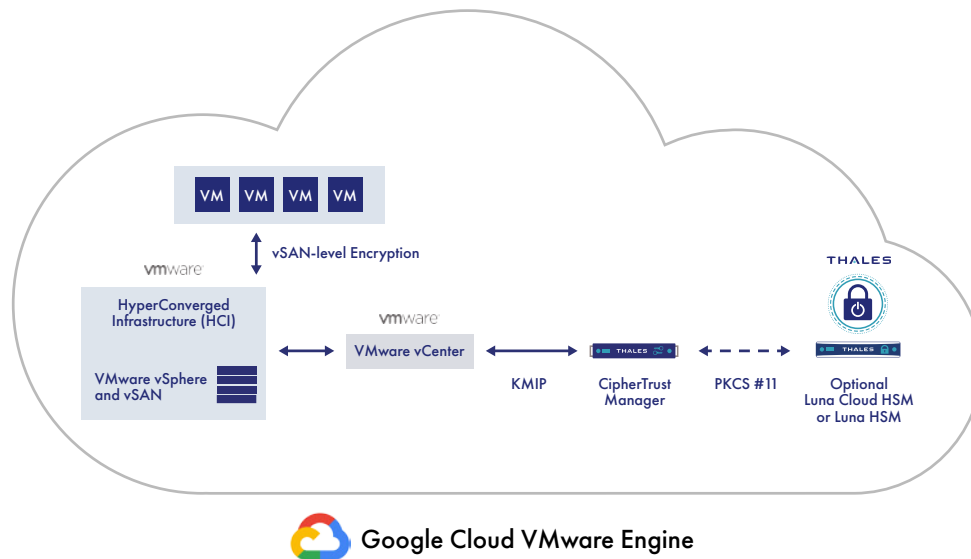 VM VM VM VM
vSAN-level Encryption
vmware
HyperConverged
Infrastructure (HCI)
VMware vSphere
and vSAN
vmware
VMware vCenter
KMIP
THALES
CipherTrust
Manager
PKCS #11
THALES
THALES
Optional
Luna Cloud HSM
or Luna HSM
Google Cloud VMware Engine